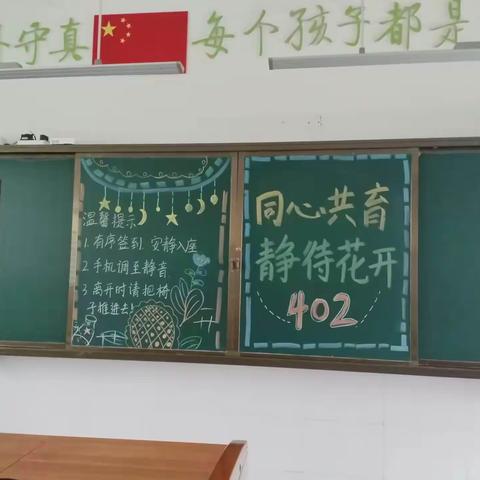 守真
每个孩子都是
温馨提示
1. 有序签到,安静入座
2 手机调至静音
3 离开时请把椅
子推进去!
同心共育
静待花开
402